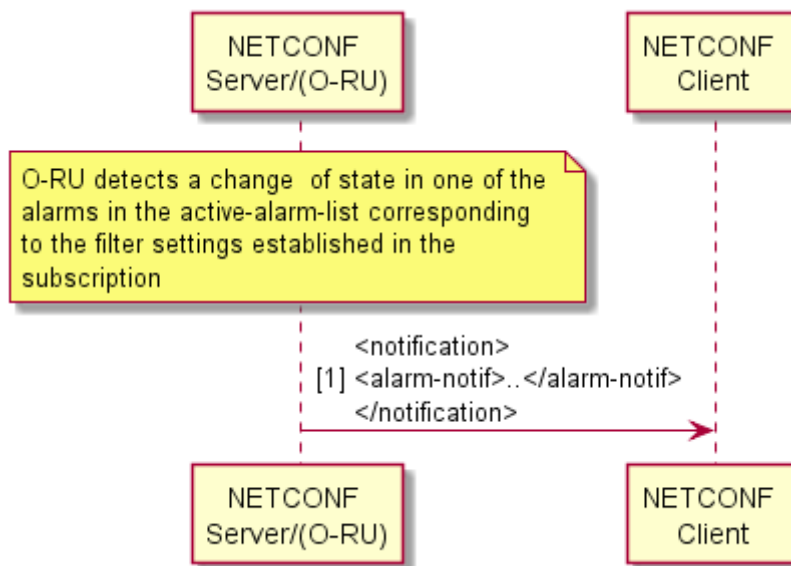 NETCONF
Server/(O-RU)
NETCONF
Client
O-RU detects a change  of state in one of the
alarms in the active-alarm-list corresponding
to the filter settings established in the
subscription
<notification>
[1] <alarm-notif>..</alarm-notif>
</notification>
NETCONF
Server/(O-RU)
NETCONF
Client